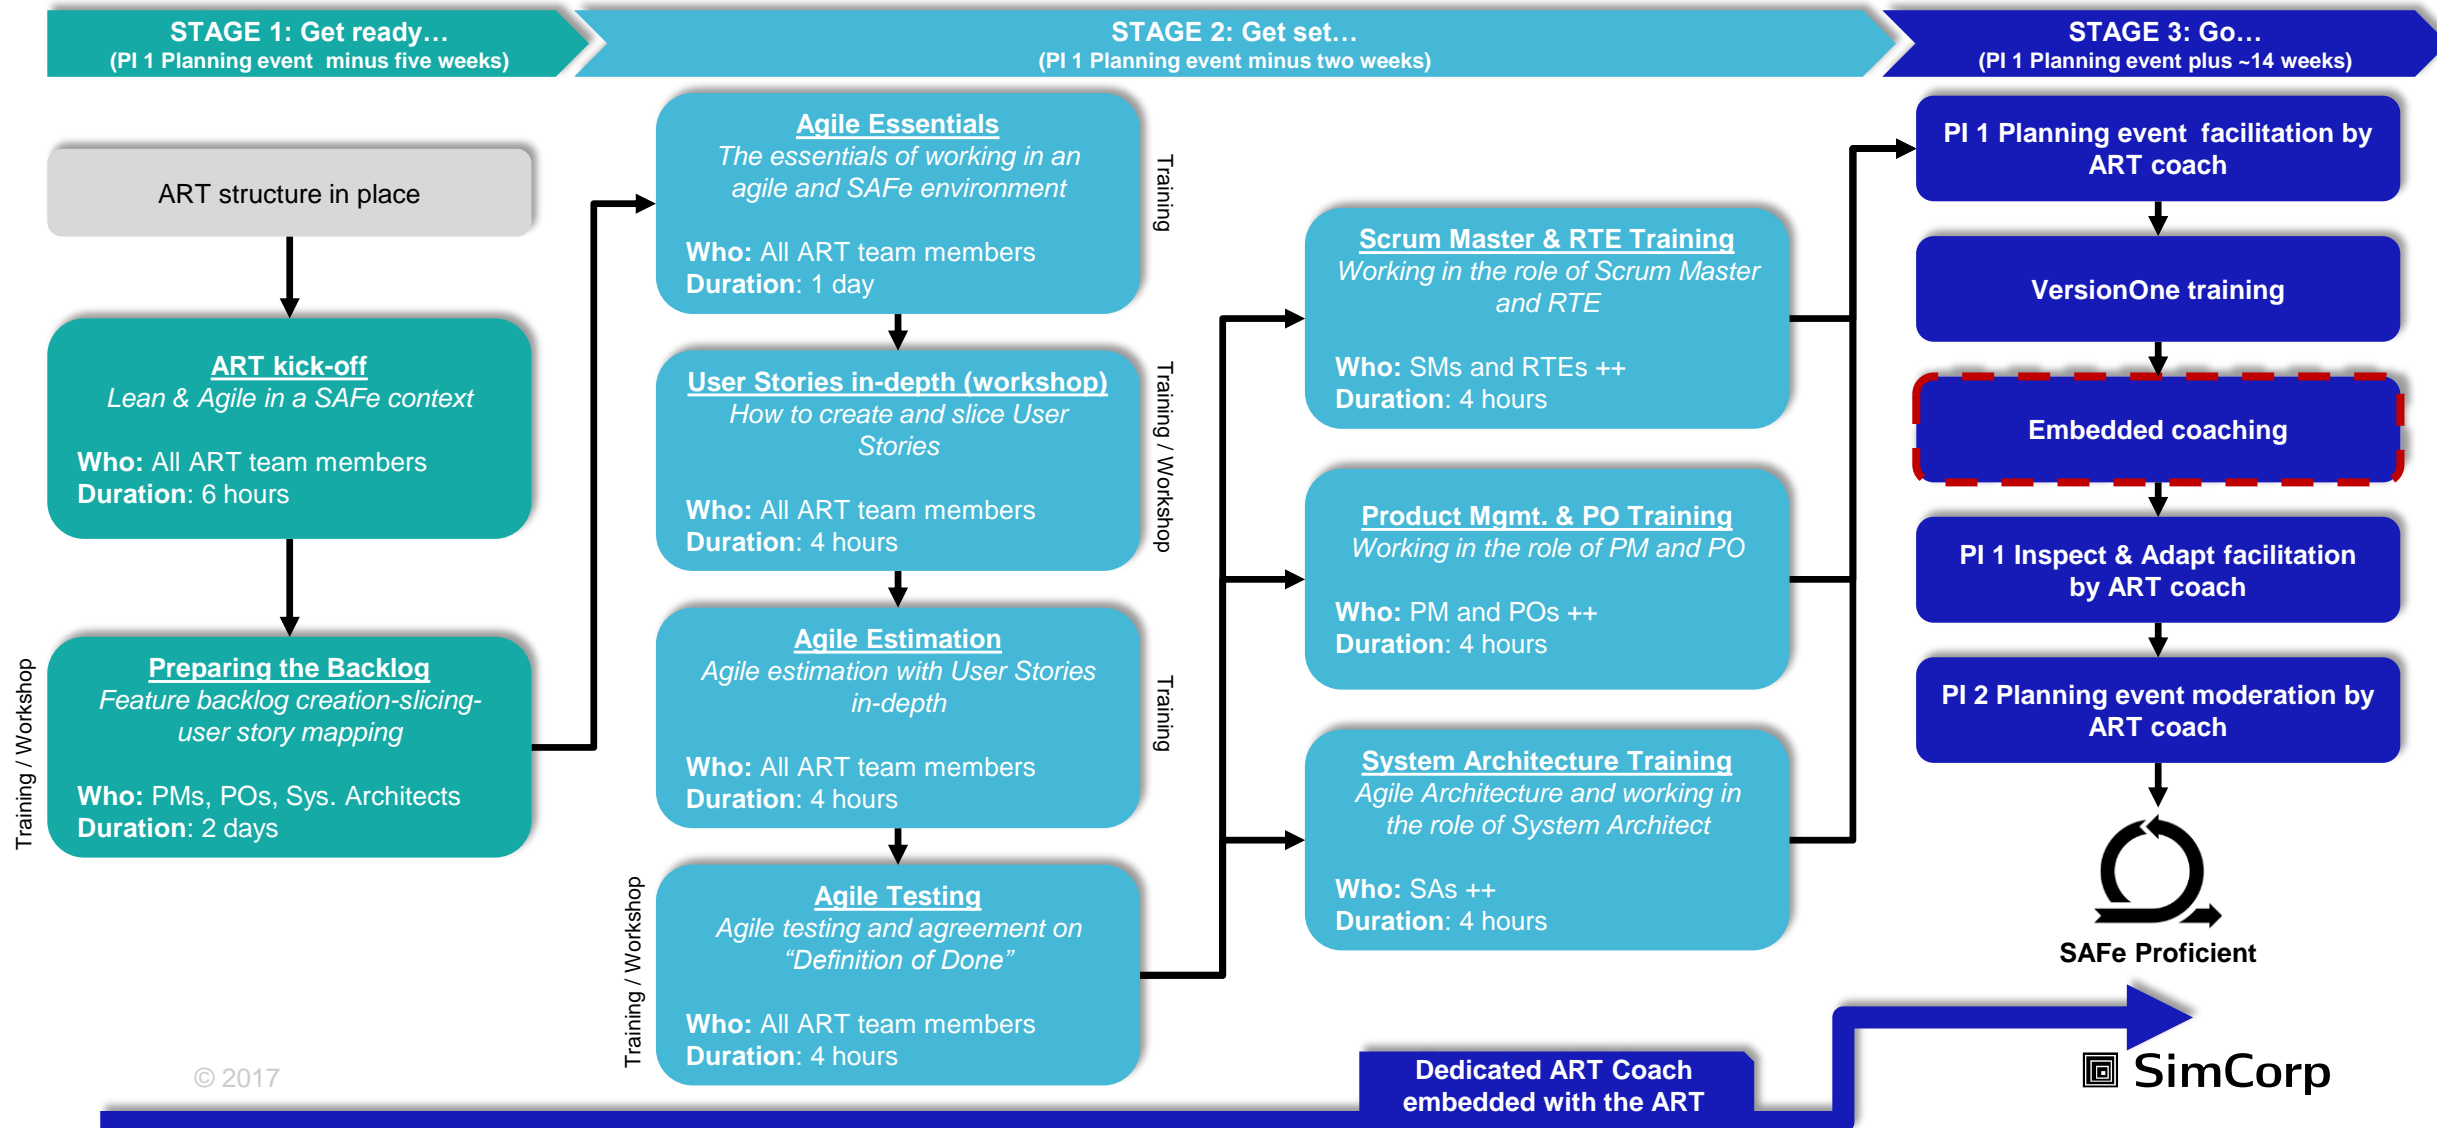 STAGE 1: Get ready…
(PI 1 Planning event  minus five weeks)
STAGE 2: Get set…
(PI 1 Planning event minus two weeks)
STAGE 3: Go…
(PI 1 Planning event plus ~14 weeks)
ART structure in place
ART kick-off
Lean & Agile in a SAFe context
Who: All ART team members
Duration: 6 hours
Training / Workshop
Preparing the Backlog
Feature backlog creation-slicing-
user story mapping
Who: PMs, POs, Sys. Architects
Duration: 2 days
Agile Essentials
The essentials of working in an
agile and SAFe environment
Who: All ART team members
Duration: 1 day
Training
User Stories in-depth (workshop)
How to create and slice User
Stories
Who: All ART team members
Duration: 4 hours
Training / Workshop
Agile Estimation
Agile estimation with User Stories
in-depth
Who: All ART team members
Duration: 4 hours
Training
Training / Workshop
Agile Testing
Agile testing and agreement on
“Definition of Done”
Who: All ART team members
Duration: 4 hours
Scrum Master & RTE Training
Working in the role of Scrum Master
and RTE
Who: SMs and RTEs ++
Duration: 4 hours
Product Mgmt. & PO Training
Working in the role of PM and PO
Who: PM and POs ++
Duration: 4 hours
System Architecture Training
Agile Architecture and working in
the role of System Architect
Who: SAs ++
Duration: 4 hours
PI 1 Planning event  facilitation by
ART coach
VersionOne training
Embedded coaching
PI 1 Inspect & Adapt facilitation
by ART coach
PI 2 Planning event moderation by
ART coach
SAFe Proficient
Dedicated ART Coach
embedded with the ART
© 2017
SimCorp